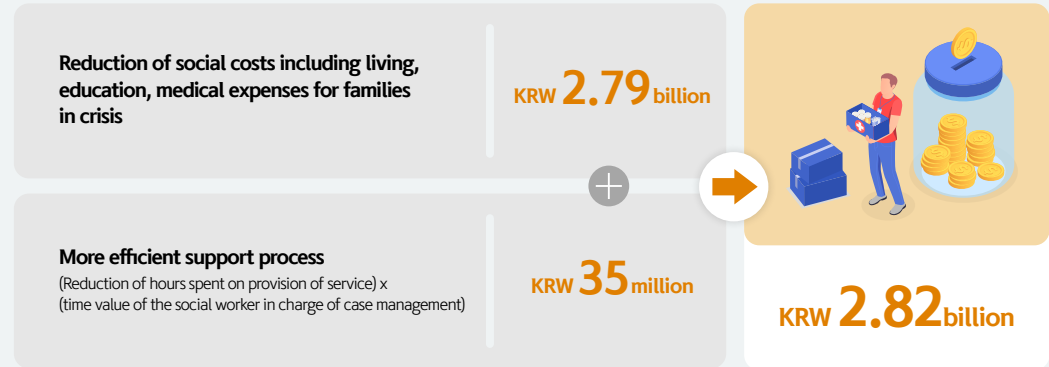 Reduction of social costs including living,
education, medical expenses for families
in crisis
KRW 2.79 billion
More efficient support process
(Reduction of hours spent on provision of service) x
(time value of the social worker in charge of case management)
KRW 35 million
KRW 2.82 billion